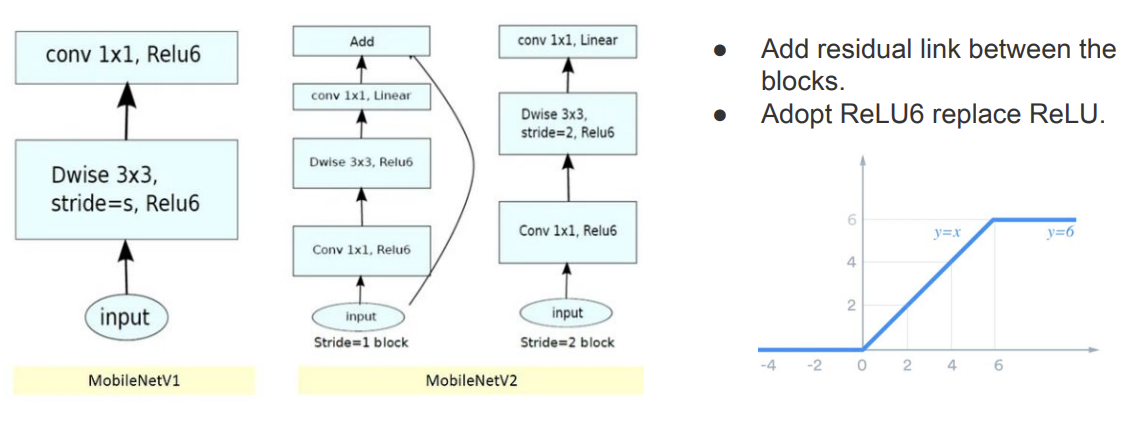 conv 1x1, Relu6
Dwise 3x3,
stride=s, Relu6
input
MobileNetV1
Add
conv 1x1, Linear
Dwise 3x3, Relu6
Conv 1x1, Relu6
input
Stride=1 block
conv 1x1, Linear
Dwise 3x3,
stride=2, Relu6
Conv 1x1, Relu6
input
Stride=2 block
MobileNetV2
● Add residual link between the
blocks.
● Adopt ReLU6 replace ReLU.
6
4
2
y=x
y=6
-4 -2 0 2 4 6